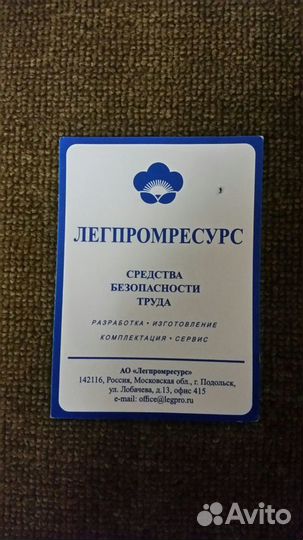 ЛЕГПРОМРЕСУРС
СРЕДСТВА
БЕЗОПАСНОСТИ
ТРУДА
РАЗРАБОТКА • ИЗГОТОВЛЕНИЕ
КОМПЛЕКТАЦИЯ • СЕРВИС
АО «Легпромресурс»
142116, Россия, Московская обл., г. Подольск,
ул. Лобачева, д.13, офис 415
e-mail: office@legpro.ru
Avito